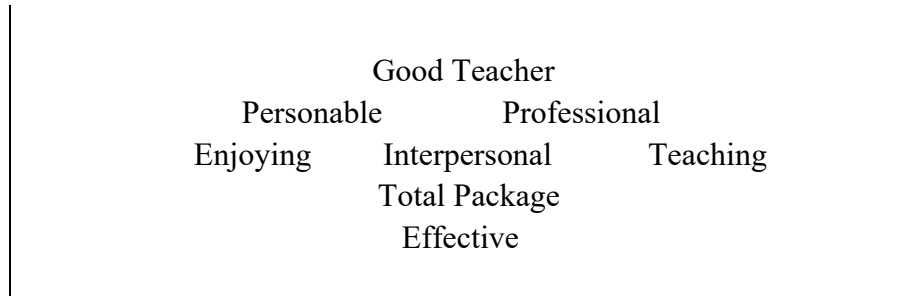 Good Teacher
Personable Professional
Enjoying Interpersonal Teaching
Total Package
Effective